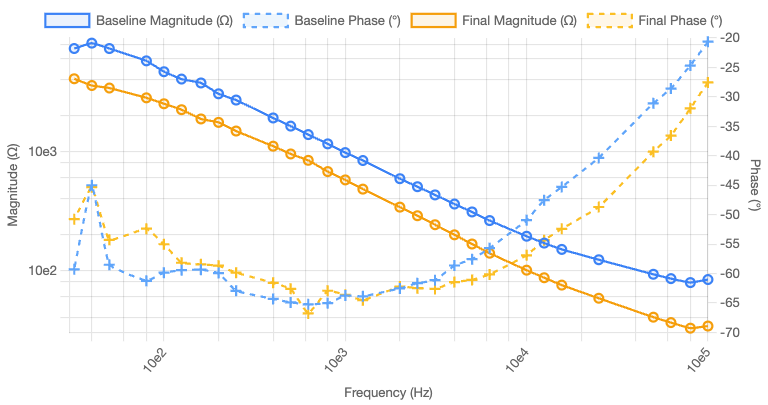 Baseline Magnitude (Ω) Baseline Phase (°) Final Magnitude (Ω) Final Phase (°)
-20
-25
-30
-35
10e3
-40
-45
-50
-55
10e2
-60
-65
-70
Magnitude (Ω)
Phase (°)
10e2 10e3 10e4 10e5
Frequency (Hz)